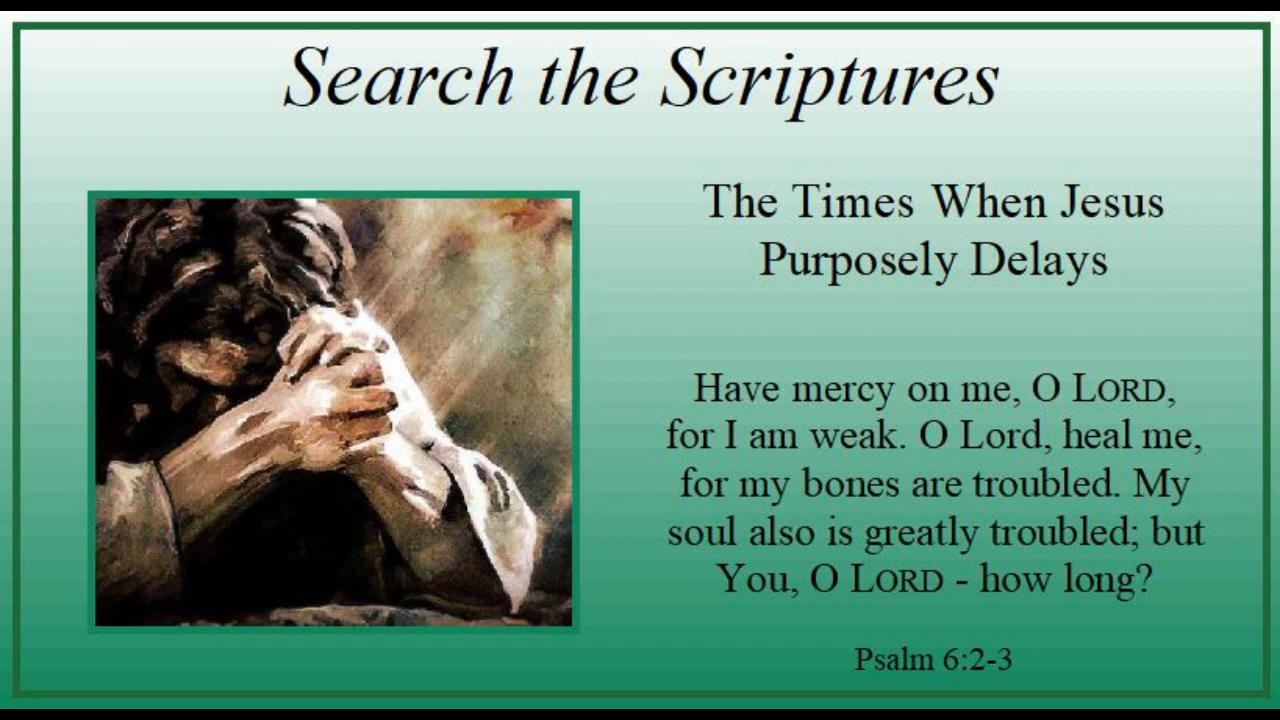 Search the Scriptures
The Times When Jesus
Purposely Delays
Have mercy on me, O LORD,
for I am weak. O Lord, heal me,
for my bones are troubled. My
soul also is greatly troubled; but
You, O LORD - how long?
Psalm 6:2-3